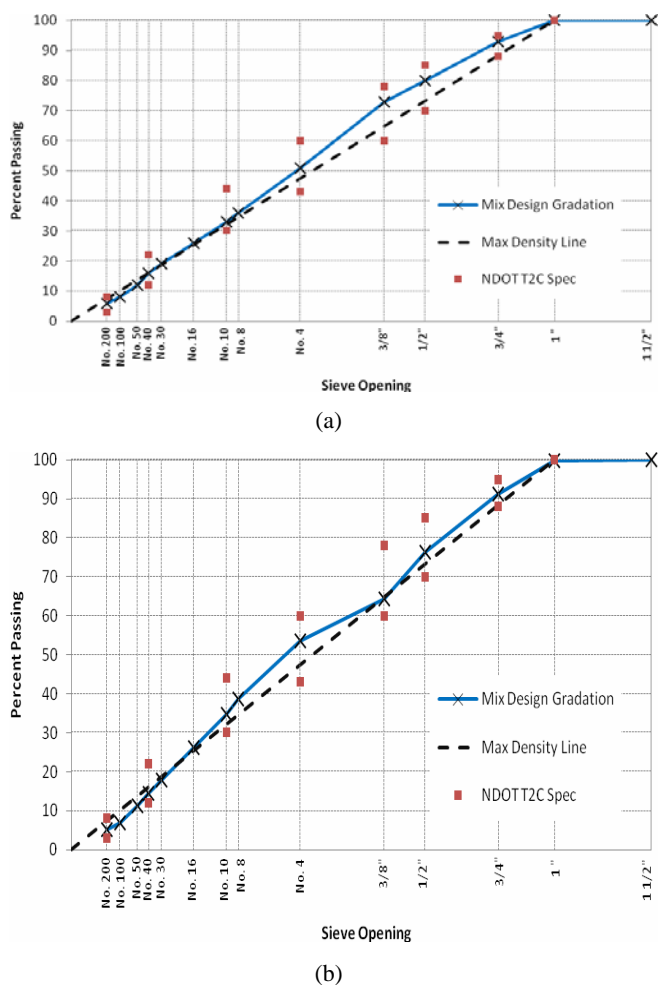 100
90
80
70
60
50
40
30
20
10
0
Percent Passing
Mix Design Gradation
Max Density Line
NDOT T2C Spec
No. 200
No. 100
No. 50
No. 40
No. 30
No. 16
No. 10
No. 8
No. 4
3/8"
1/2"
3/4"
1"
1 1/2"
Sieve Opening
(a)
100
90
80
70
60
50
40
30
20
10
0
Percent Passing
Mix Design Gradation
Max Density Line
NDOT T2C Spec
No. 200
No. 100
No. 50
No. 40
No. 30
No. 16
No. 10
No. 8
No. 4
3/8"
1/2"
3/4"
1"
1 1/2"
Sieve Opening
(b)